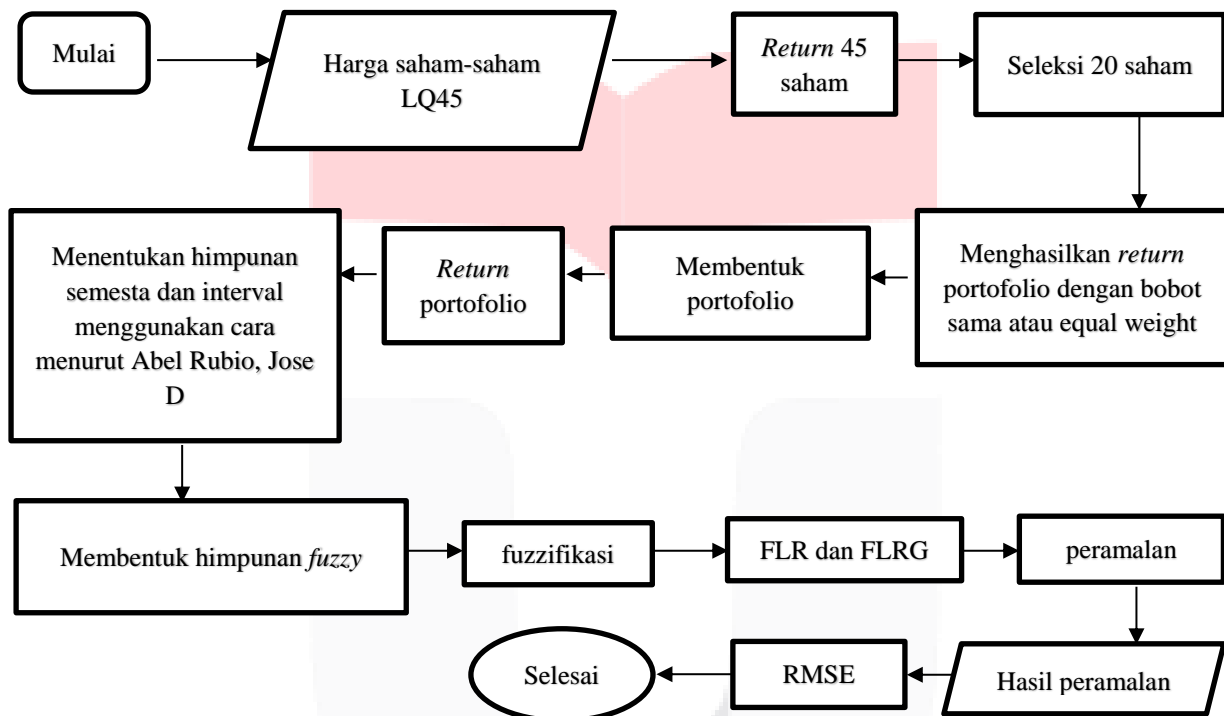 Mulai
Harga saham-saham
LQ45
Return 45
saham
Seleksi 20 saham
Menghasilkan return
portofolio dengan bobot
sama atau equal weight
Membentuk
portofolio
Return
portofolio
Menentukan himpunan
semesta dan interval
menggunakan cara
menurut Abel Rubio, Jose
D
Membentuk himpunan fuzzy
fuzzifikasi
FLR dan FLRG
peramalan
Hasil peramalan
RMSE
Selesai